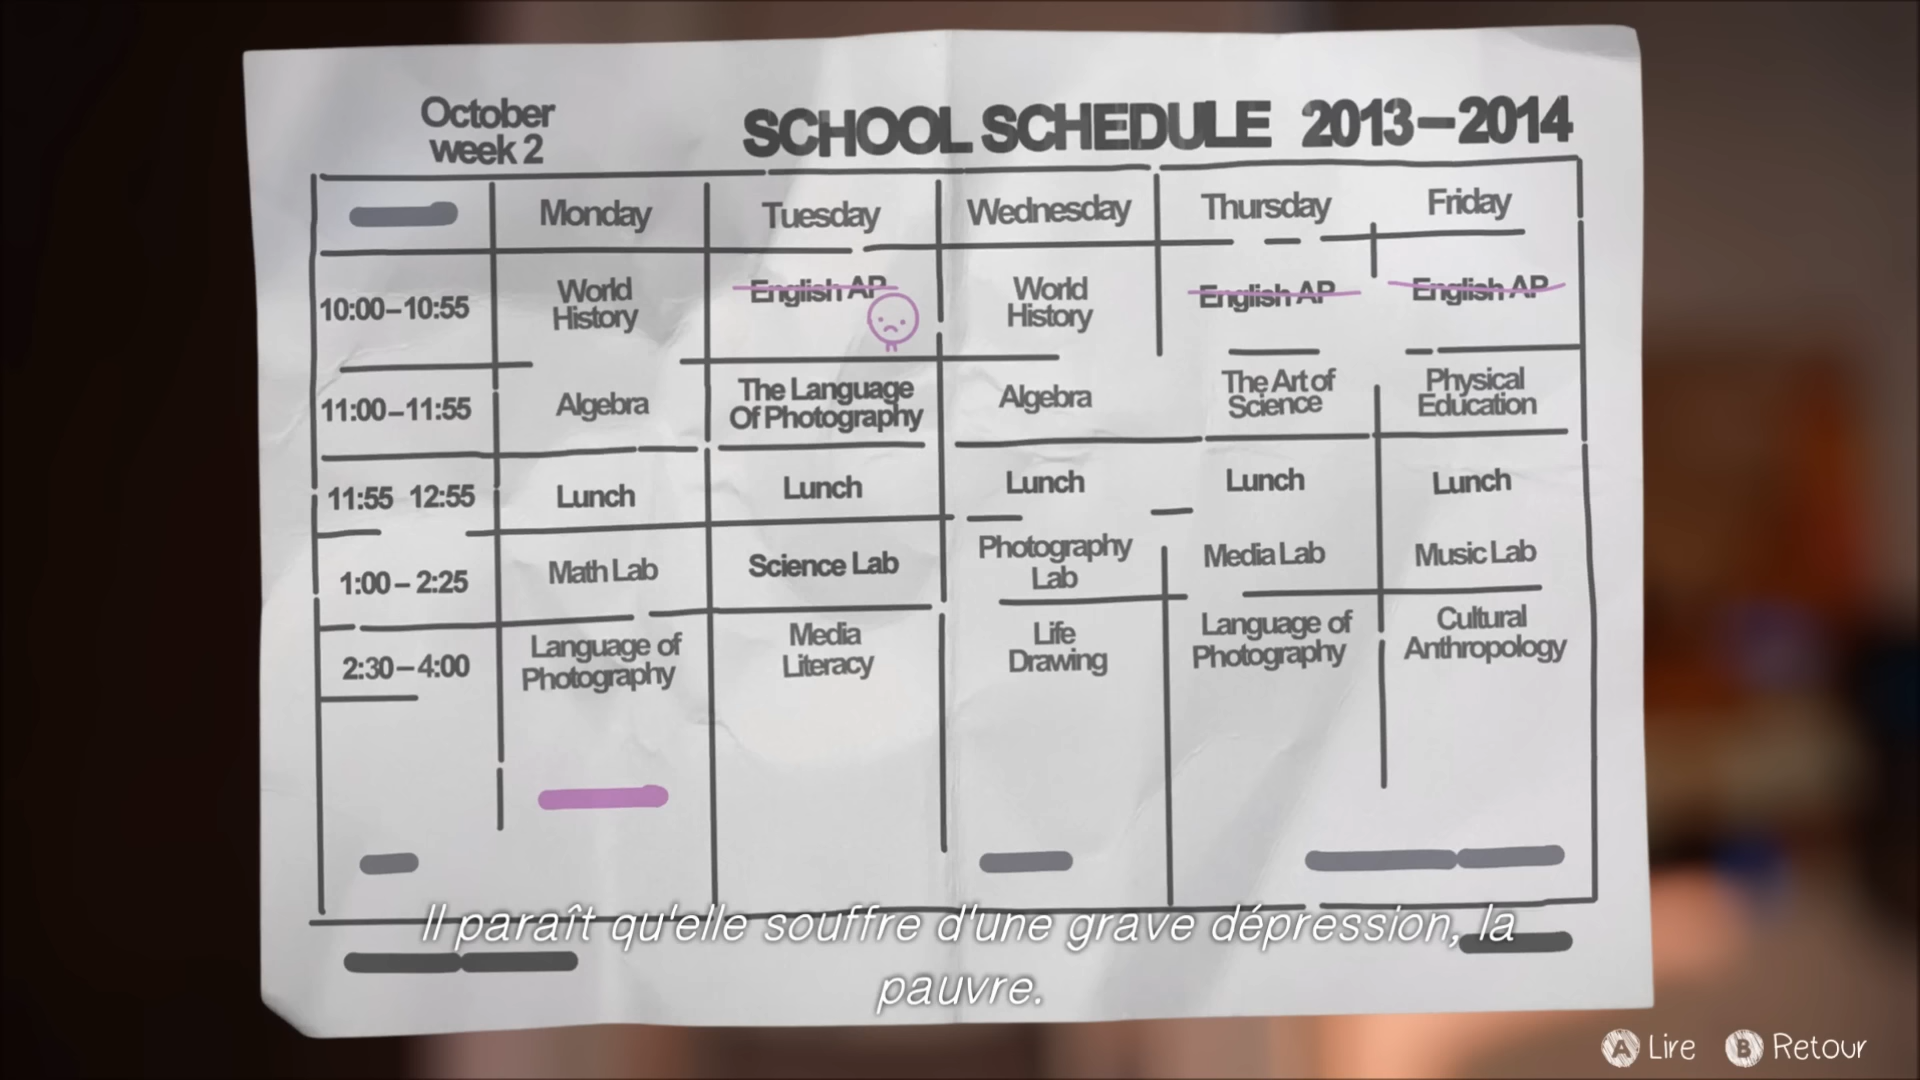 October
week 2
SCHOOL SCHEDULE 2013-2014
Monday
Tuesday
Wednesday
Thursday
Friday
10:00-10:55
World
History
English AP
World
History
English AP
English AP
11:00-11:55
Algebra
The Language
Of Photography
Algebra
The Art of
Science
Physical
Education
11:55 12:55
Lunch
Lunch
Lunch
Lunch
Lunch
1:00-2:25
Math Lab
Science Lab
Photography
Lab
Media Lab
Music Lab
2:30-4:00
Language of
Photography
Media
Literacy
Life
Drawing
Language of
Photography
Cultural
Anthropology
Il paraît qu'elle souffre d'une grave dépression, la
pauvre.
A Lire B Retour